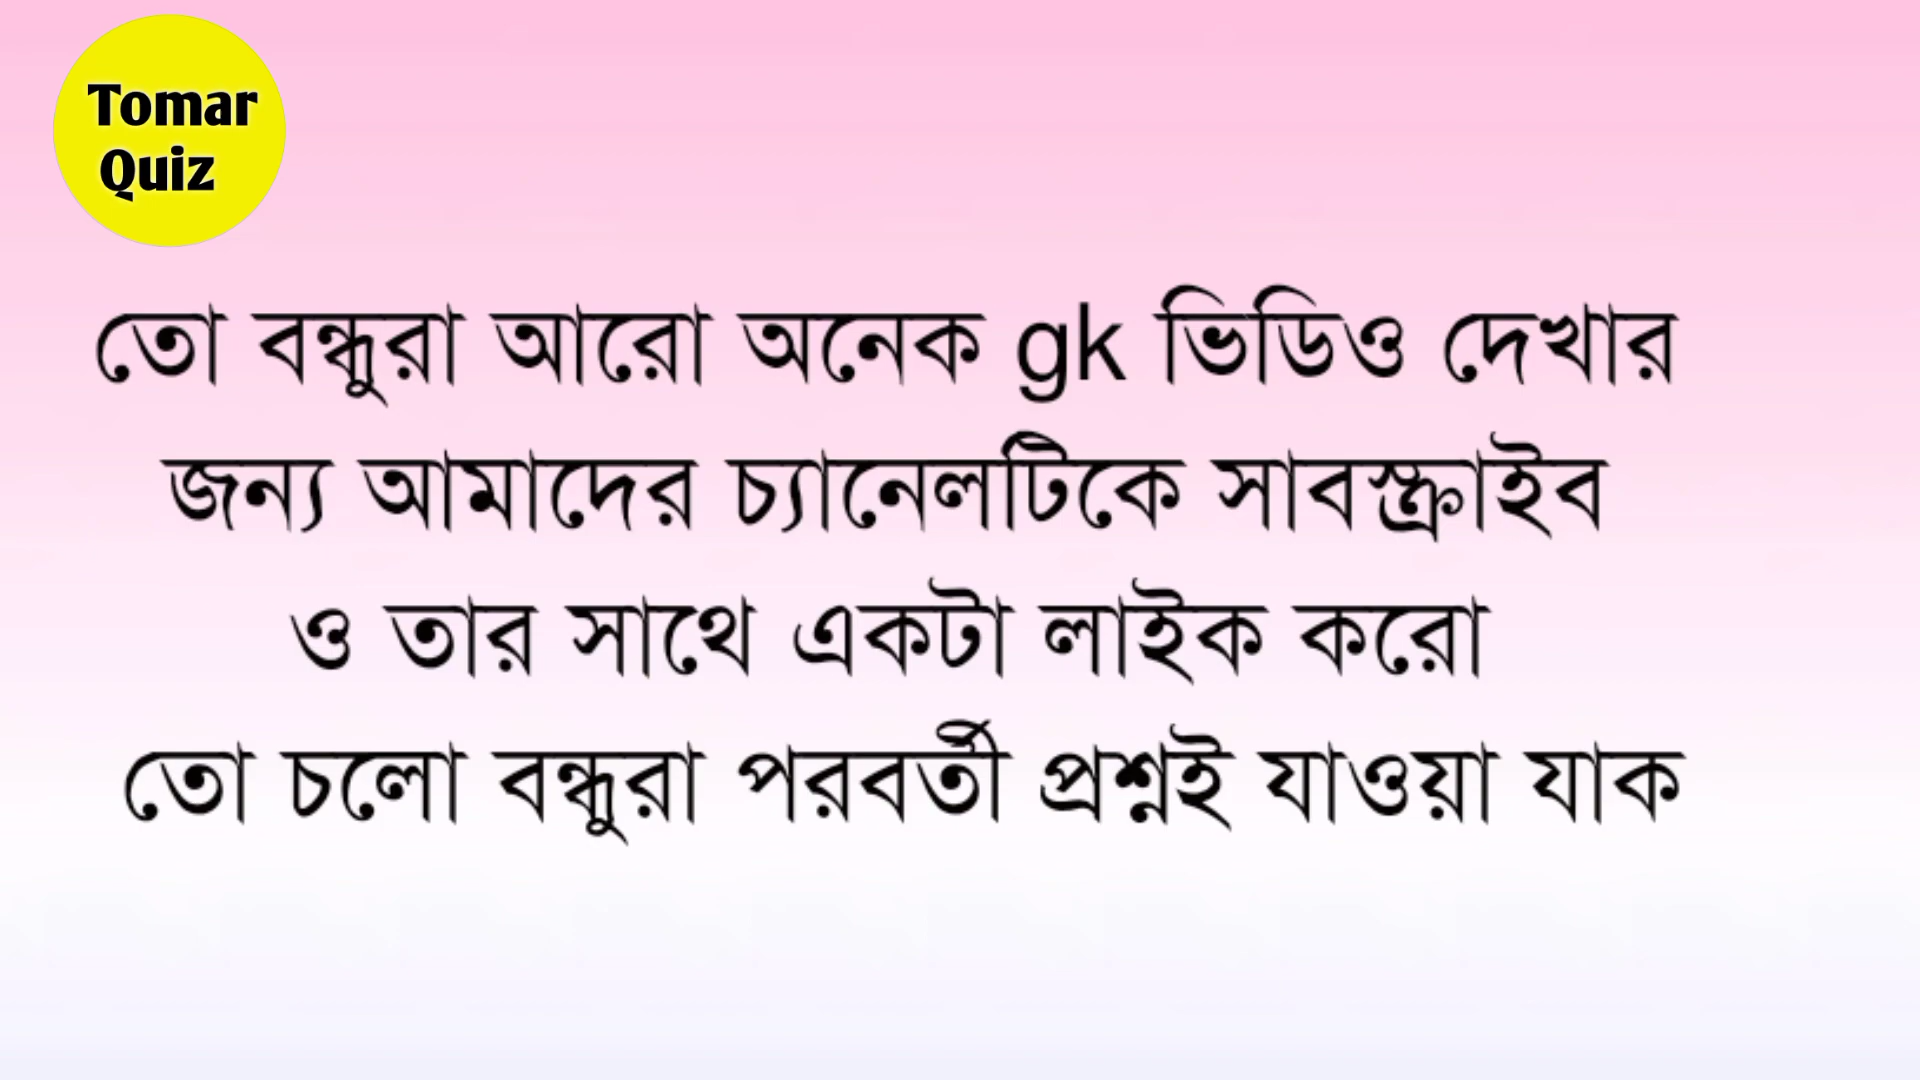 Tomar
Quiz
তো বন্ধুরা আরো অনেক gk ভিডিও দেখার
জন্য আমাদের চ্যানেলটিকে সাবস্ক্রাইব
ও তার সাথে একটা লাইক করো
তো চলো বন্ধুরা পরবর্তী প্রশ্নই যাওয়া যাক